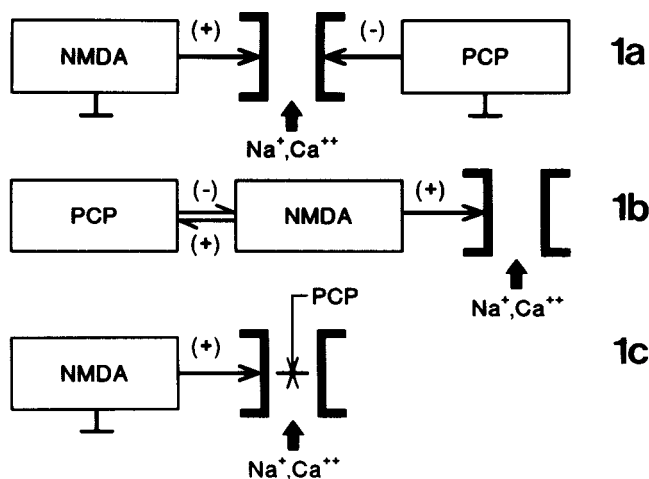 (+) (-)
NMDA PCP 1a
Na⁺,Ca⁺⁺
(-) (+)
PCP NMDA 1b
(+)
Na⁺,Ca⁺⁺
PCP
(+) 1c
NMDA
Na⁺,Ca⁺⁺